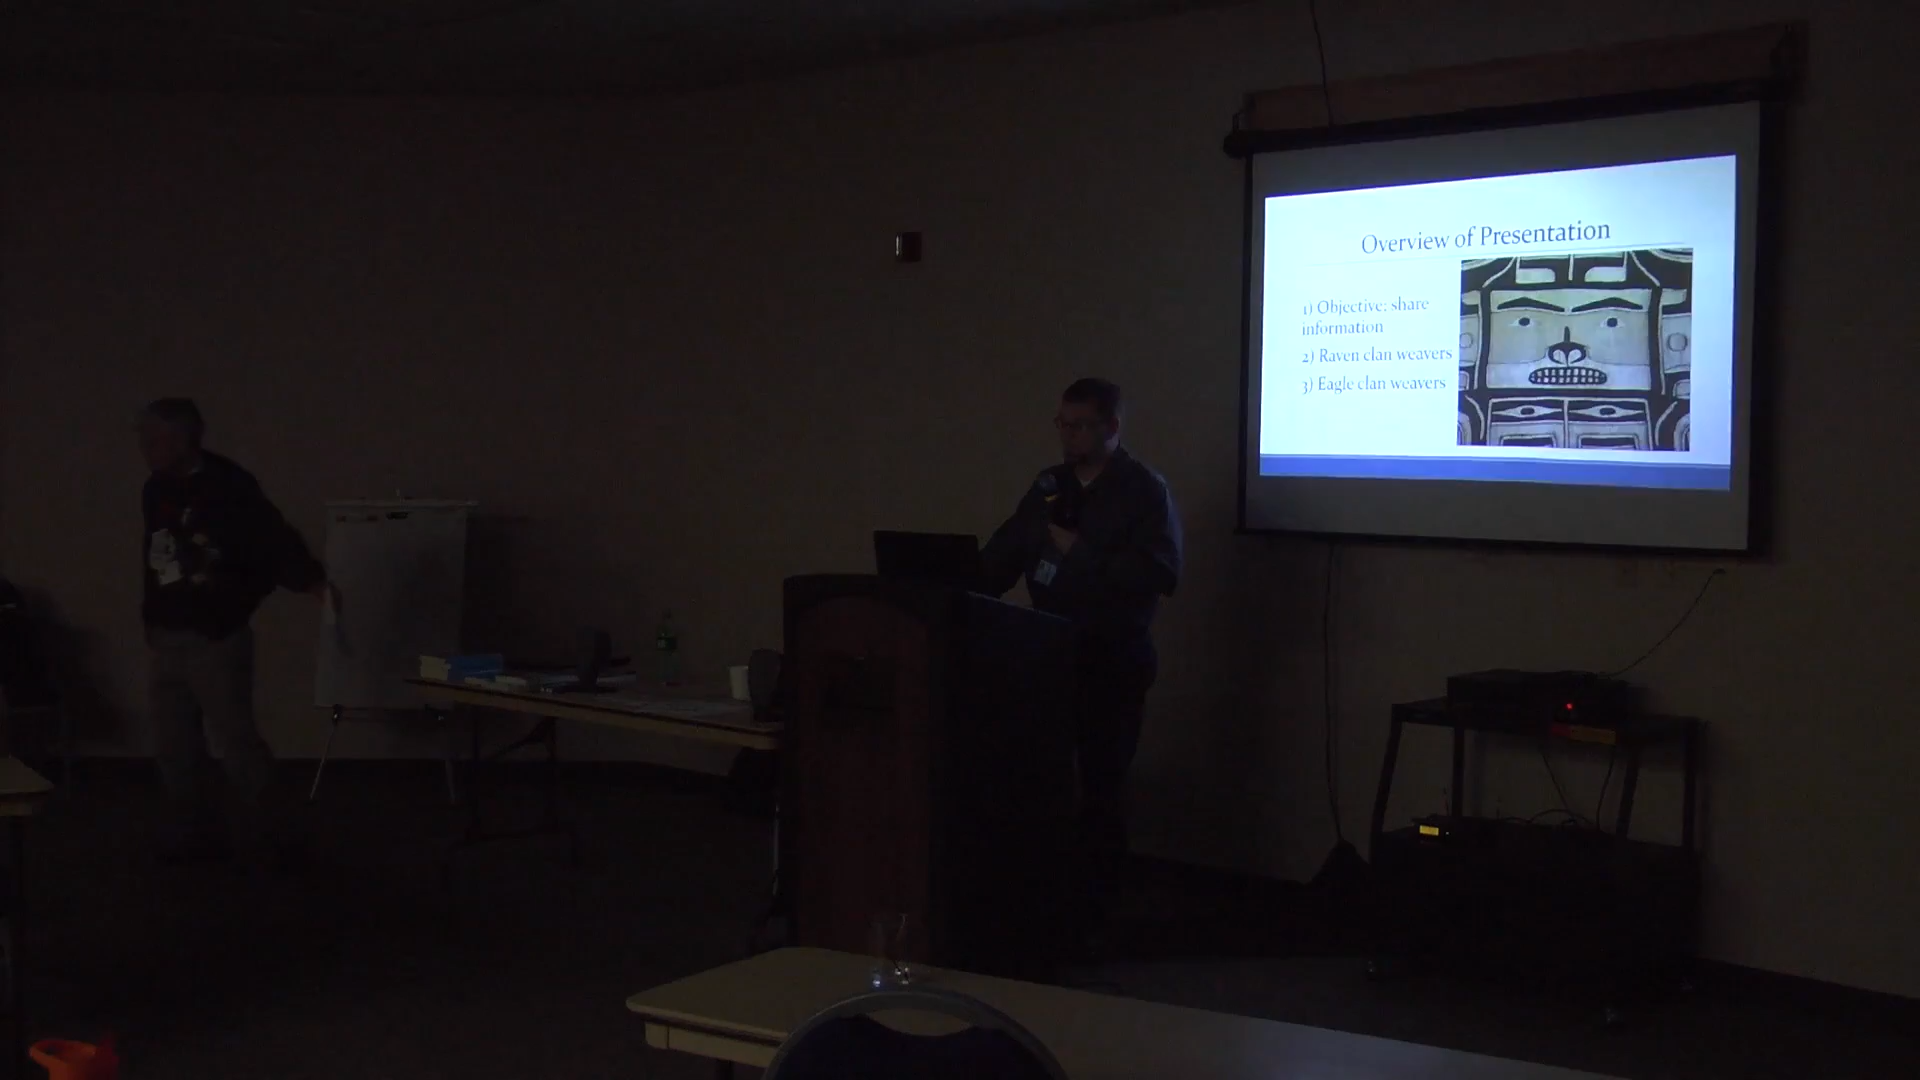 Overview of Presentation
1) Objective: share
information
2) Raven clan weavers
3) Eagle clan weavers